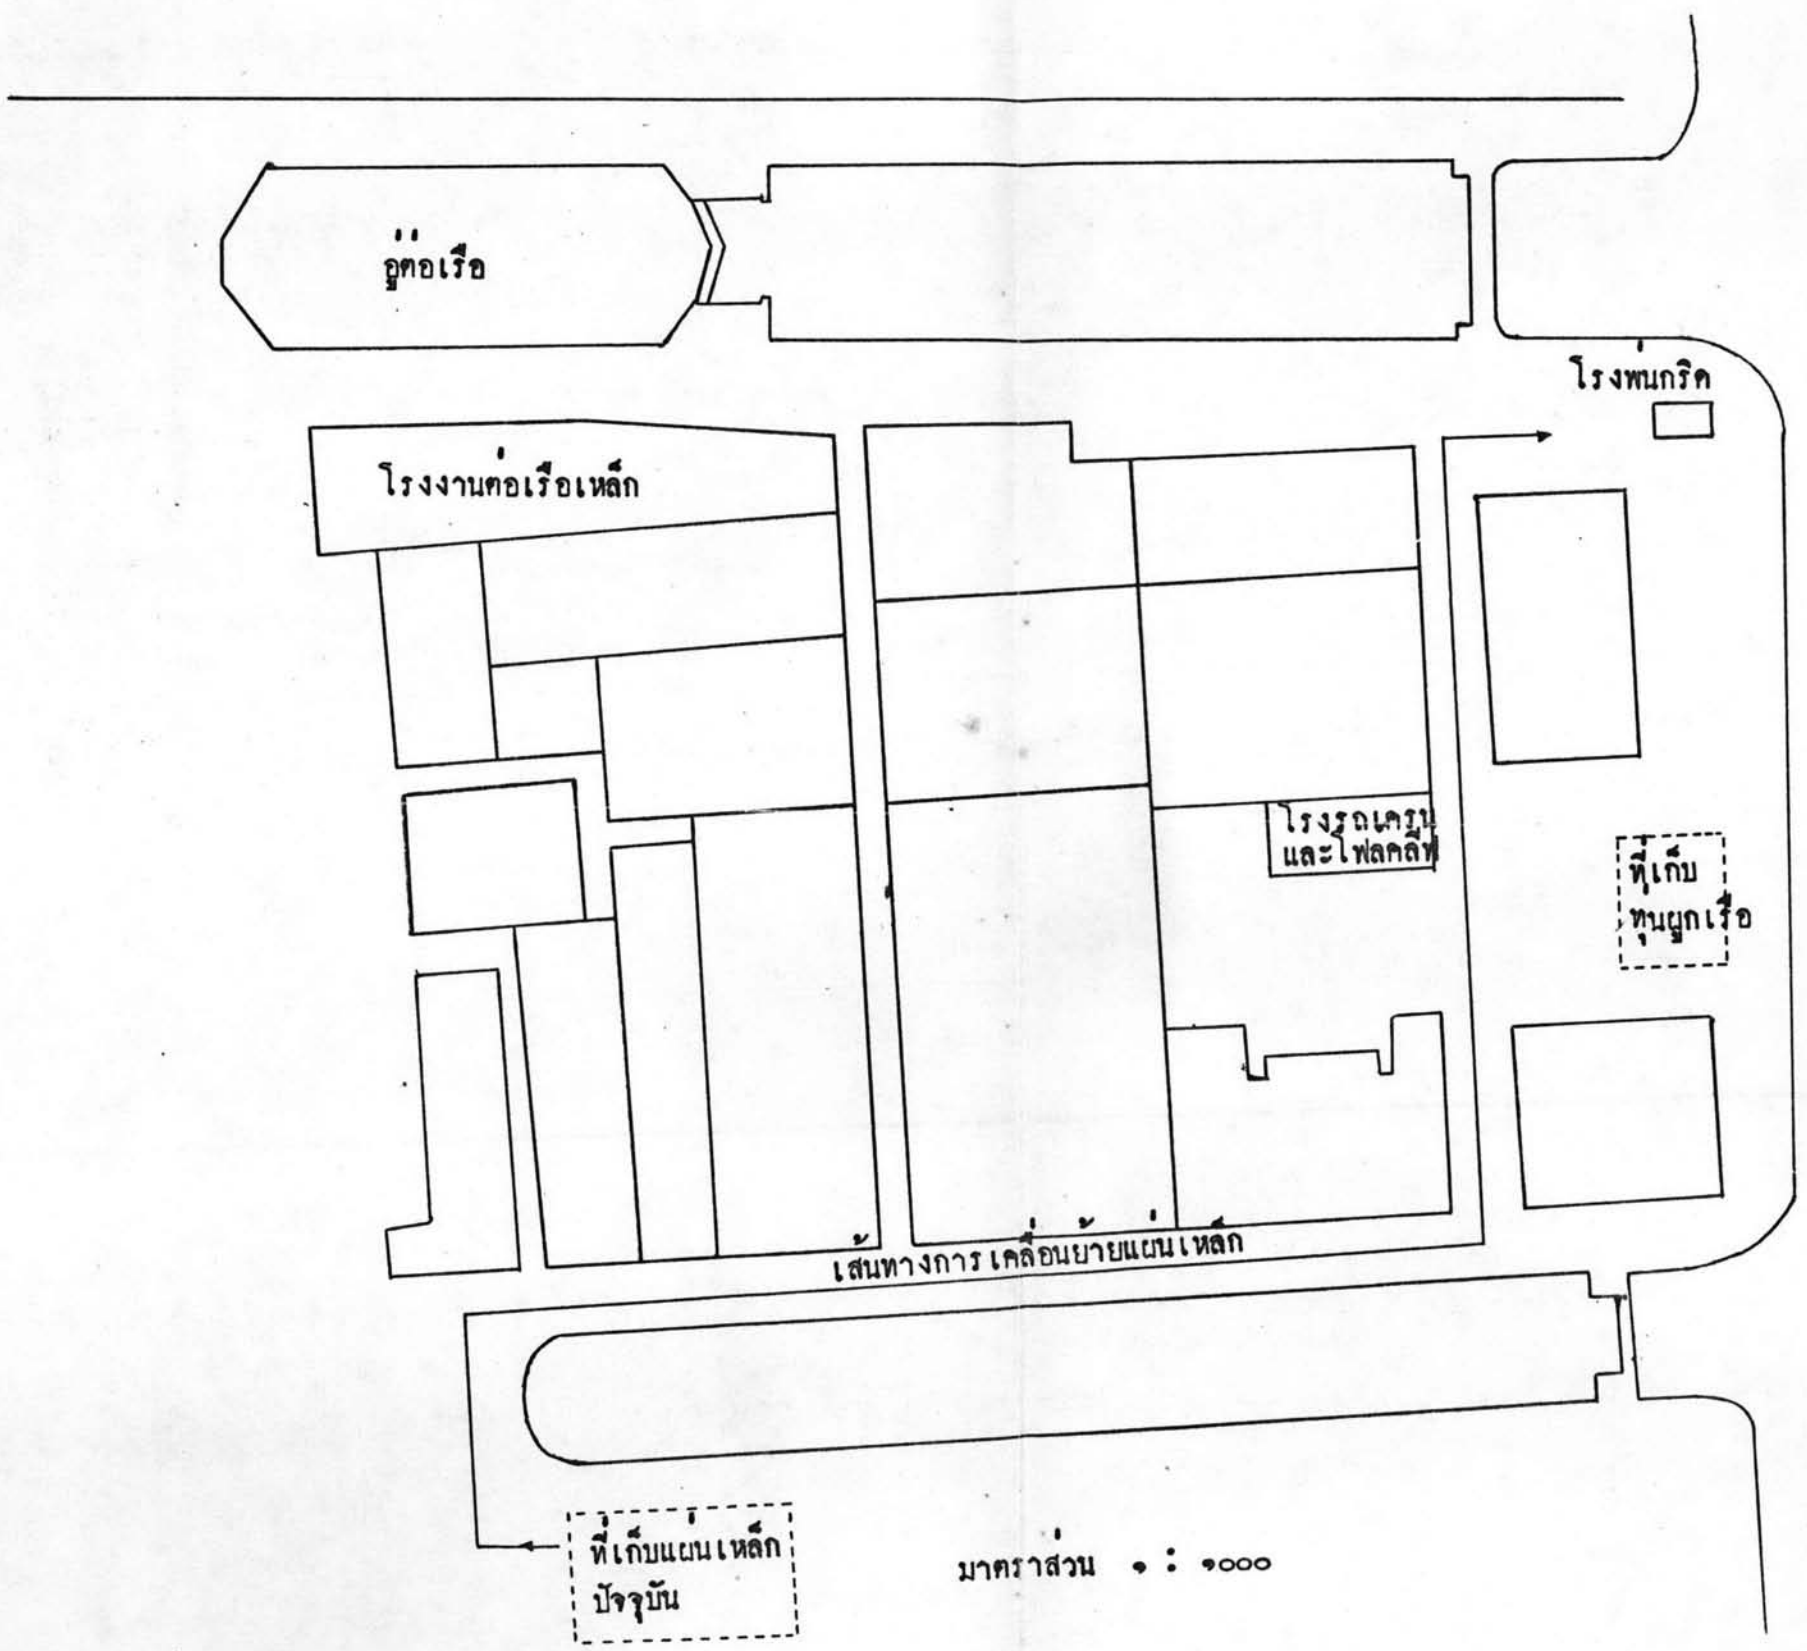 อู่ต่อเรือ
โรงพ่นกริต
โรงงานต่อเรือเหล็ก
โรงรถเครน
และโฟลคลีฟ
ที่เก็บ
ทุ่นผูกเรือ
เส้นทางการเคลื่อนย้ายแผ่นเหล็ก
ที่เก็บแผ่นเหล็ก
ปัจจุบัน
มาตราส่วน ๑ : ๑๐๐๐